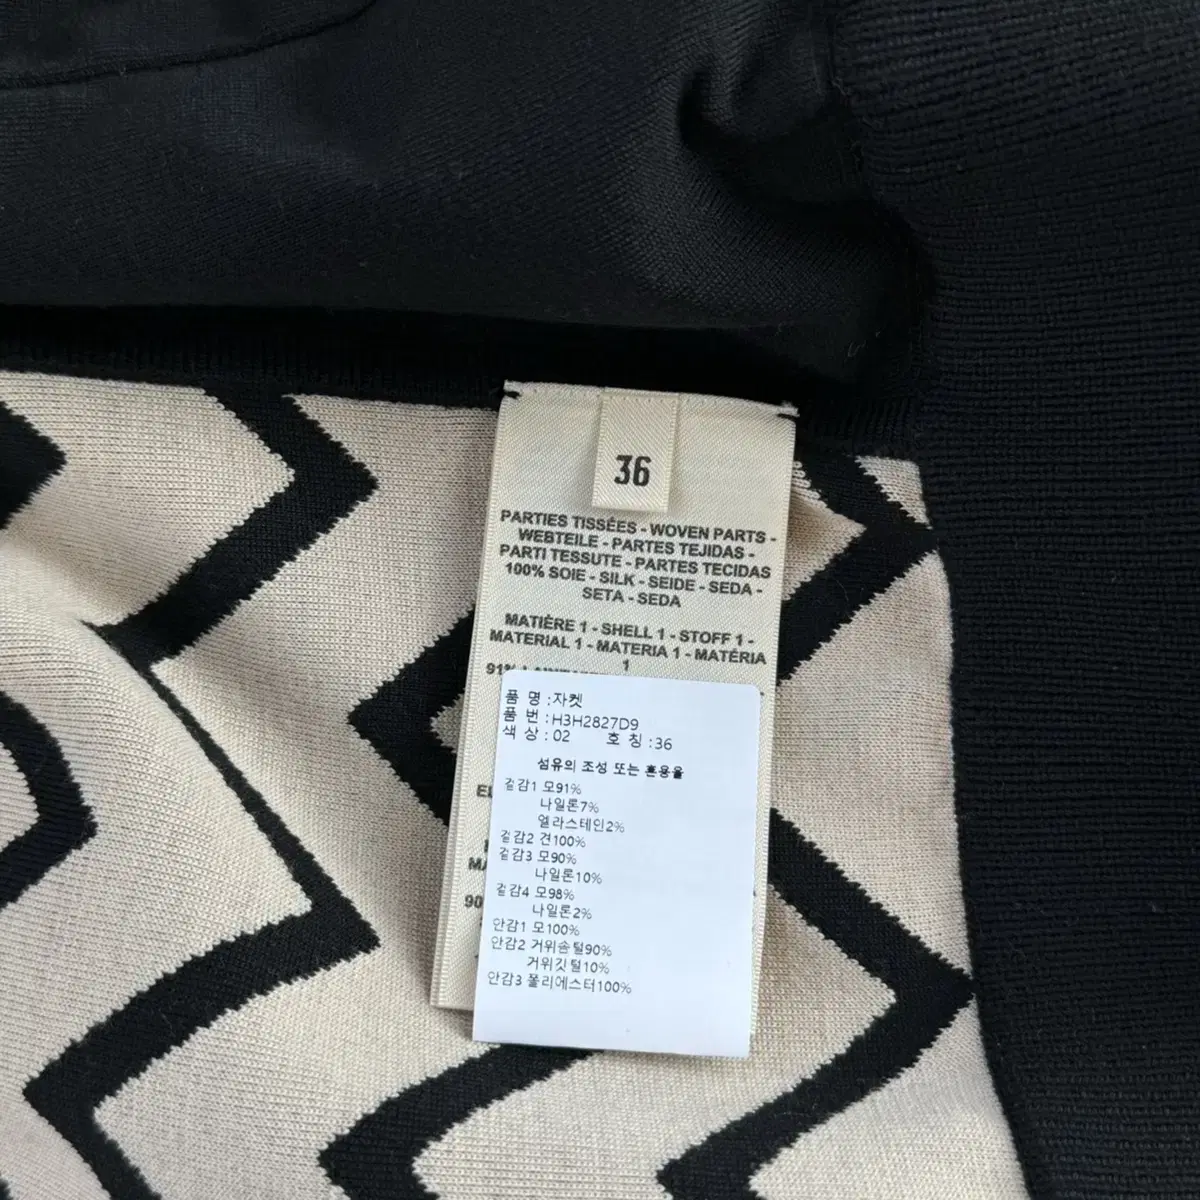 36
PARTIES TISSÉES - WOVEN PARTS -
WEBTEILE - PARTES TEJIDAS -
PARTI TESSUTE - PARTES TECIDAS
100% SOIE - SILK - SEIDE - SEDA -
SETA - SEDA
MATIÈRE 1 - SHELL 1 - STOFF 1 -
MATERIAL 1 - MATERIA 1 - MATÉRIA
1
품 명 :자켓
품 번 :H3H2827D9
색 상 :02 호 칭 :36
섬유의 조성 또는 혼용율
겉감1 모91%
나일론7%
엘라스테인2%
겉감2 견100%
겉감3 모90%
나일론10%
겉감4 모98%
나일론2%
안감1 모100%
안감2 거위솜털90%
거위깃털10%
안감3 폴리에스터100%